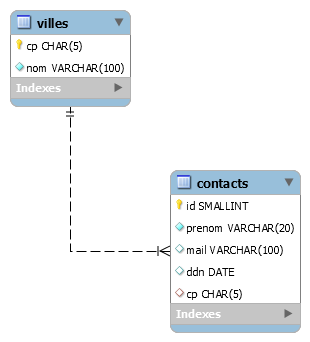 villes
cp CHAR(5)
nom VARCHAR(100)
Indexes
contacts
id SMALLINT
prenom VARCHAR(20)
mail VARCHAR(100)
ddn DATE
cp CHAR(5)
Indexes